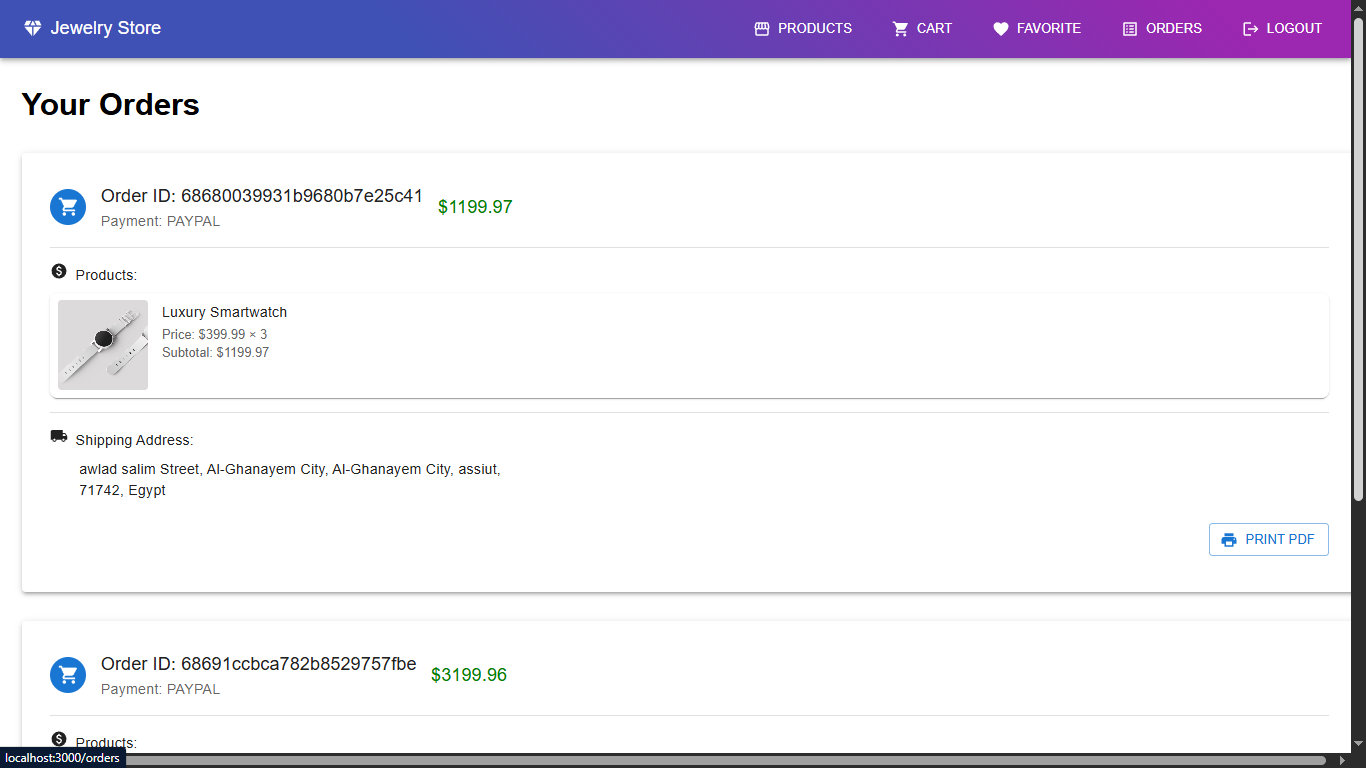 Jewelry Store
PRODUCTS
CART
FAVORITE
ORDERS
LOGOUT
Your Orders
Order ID: 68680039931b9680b7e25c41
$1199.97
Payment: PAYPAL
Products:
Luxury Smartwatch
Price: $399.99 × 3
Subtotal: $1199.97
Shipping Address:
awlad salim Street, Al-Ghanayem City, Al-Ghanayem City, assiut,
71742, Egypt
PRINT PDF
Order ID: 68691ccbca782b8529757fbe
$3199.96
Payment: PAYPAL
Products:
localhost:3000/orders